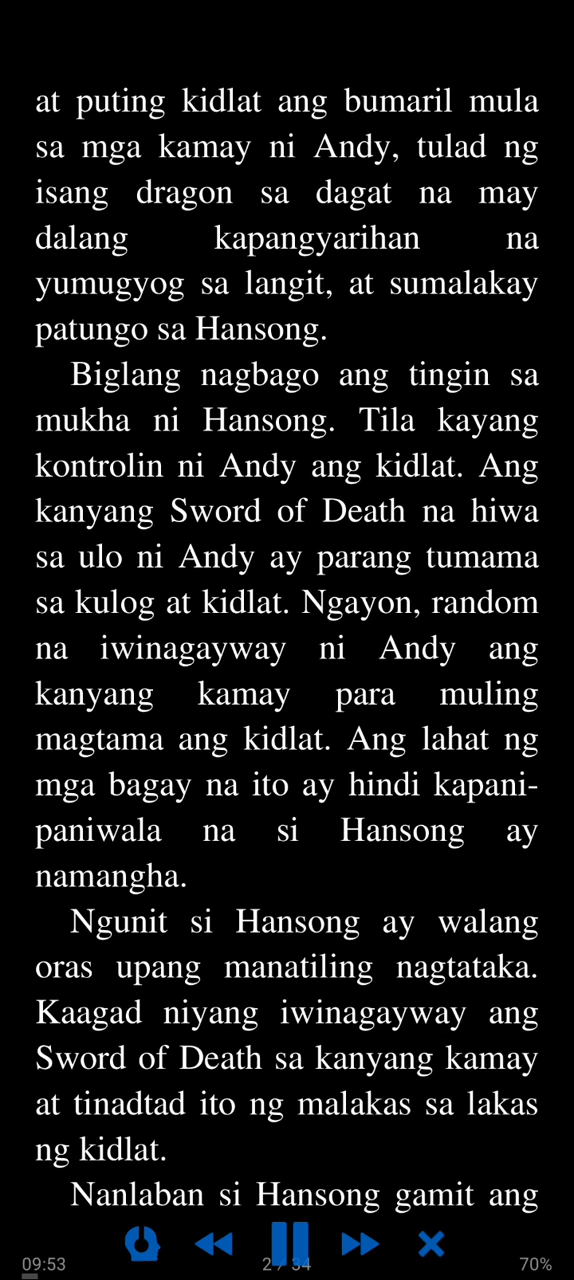 at puting kidlat ang bumaril mula
sa mga kamay ni Andy, tulad ng
isang dragon sa dagat na may
dalang kapangyarihan na
yumugyog sa langit, at sumalakay
patungo sa Hansong.
Biglang nagbago ang tingin sa
mukha ni Hansong. Tila kayang
kontrolin ni Andy ang kidlat. Ang
kanyang Sword of Death na hiwa
sa ulo ni Andy ay parang tumama
sa kulog at kidlat. Ngayon, random
na iwinagayway ni Andy ang
kanyang kamay para muling
magtama ang kidlat. Ang lahat ng
mga bagay na ito ay hindi kapani-
paniwala na si Hansong ay
namangha.
Ngunit si Hansong ay walang
oras upang manatiling nagtataka.
Kaagad niyang iwinagayway ang
Sword of Death sa kanyang kamay
at tinadtad ito ng malakas sa lakas
ng kidlat.
Nanlaban si Hansong gamit ang
09:53 2 / 34 70%